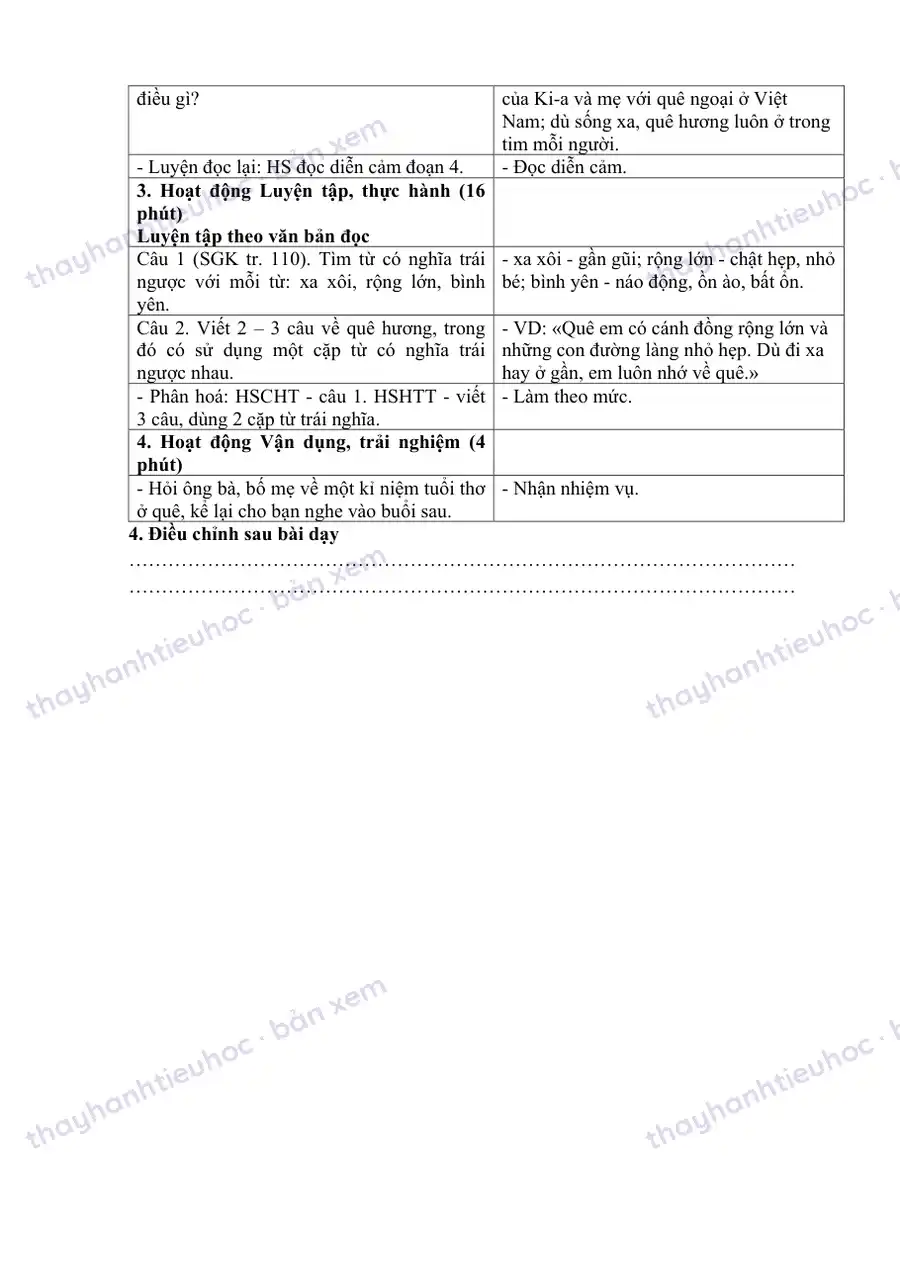 điều gì?
của Ki-a và mẹ với quê ngoại ở Việt
Nam; dù sống xa, quê hương luôn ở trong
tim mỗi người.
- Luyện đọc lại: HS đọc diễn cảm đoạn 4.
- Đọc diễn cảm.
3. Hoạt động Luyện tập, thực hành (16
phút)
Luyện tập theo văn bản đọc
Câu 1 (SGK tr. 110). Tìm từ có nghĩa trái
ngược với mỗi từ: xa xôi, rộng lớn, bình
yên.
- xa xôi - gần gũi; rộng lớn - chật hẹp, nhỏ
bé; bình yên - náo động, ồn ào, bất ổn.
Câu 2. Viết 2 – 3 câu về quê hương, trong
đó có sử dụng một cặp từ có nghĩa trái
ngược nhau.
- VD: «Quê em có cánh đồng rộng lớn và
những con đường làng nhỏ hẹp. Dù đi xa
hay ở gần, em luôn nhớ về quê.»
- Phân hoá: HSCHT - câu 1. HSHTT - viết
3 câu, dùng 2 cặp từ trái nghĩa.
- Làm theo mức.
4. Hoạt động Vận dụng, trải nghiệm (4
phút)
- Hỏi ông bà, bố mẹ về một kỉ niệm tuổi thơ
ở quê, kể lại cho bạn nghe vào buổi sau.
- Nhận nhiệm vụ.
4. Điều chỉnh sau bài dạy
……………………………………………………………………………………………
……………………………………………………………………………………………
thayhanhtieuhoc · bản xem
thayhanhtieuhoc · b
thayhanhtieuhoc · bản xem
thayhanhtieuhoc · b
thayhanhtieuhoc · bản xem
thayhanhtieuhoc · b